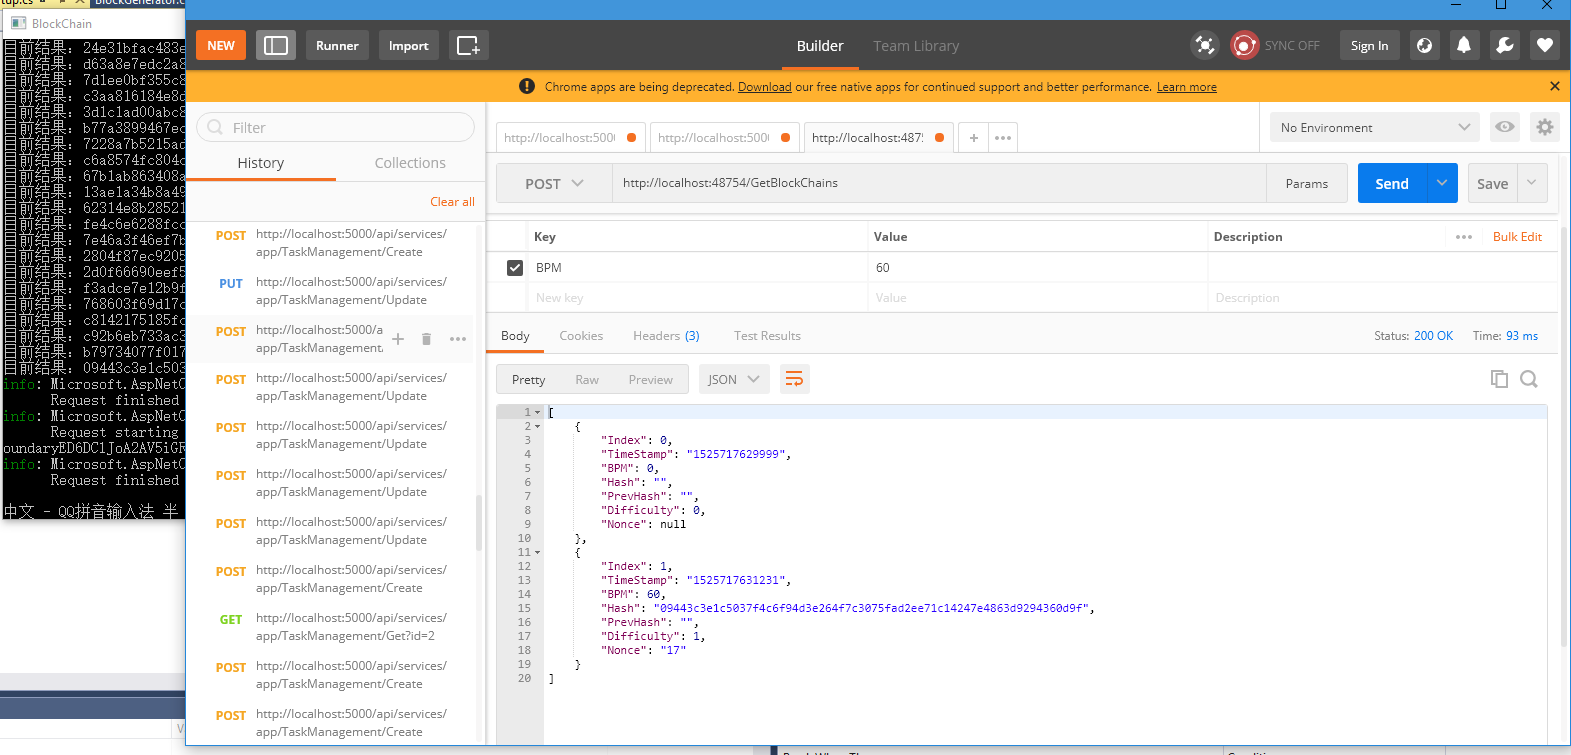 tup.cs
BlockGenerator.c
BlockChain
目前结果: 24e31bfac483e
目前结果: d63a8e7edc2a8
目前结果: 7d1ee0bf355c8
目前结果: c3aa816184e8d
目前结果: 3d1c1ad00abc8
目前结果: b77a3899467ec
目前结果: 7228a7b5215ad
目前结果: c6a8574fc804c
目前结果: 67b1ab863408a
目前结果: 13ae1a34b8a49
目前结果: 62314e8b28521
目前结果: fe4c6e6288fcc
目前结果: 7e46a3f46ef7b
目前结果: 2804f87ec9205
目前结果: 2d0f66690eef5
目前结果: f3adce7e12b9f
目前结果: 768603f69d17c
目前结果: c8142175185fc
目前结果: c92b6eb733ac3
目前结果: b79734077f017
目前结果: 09443c3e1c503
info: Microsoft.AspNetC
Request finished
info: Microsoft.AspNetC
Request starting
oundaryED6DC1JoA2AV5iGR
info: Microsoft.AspNetC
Request finished
中文 - QQ拼音输入法 半
NEW
Runner
Import
Builder
Team Library
SYNC OFF
Sign In
Chrome apps are being deprecated. Download our free native apps for continued support and better performance. Learn more
Filter
History
Collections
Clear all
POST http://localhost:5000/api/services/
app/TaskManagement/Create
PUT http://localhost:5000/api/services/
app/TaskManagement/Update
POST http://localhost:5000/a
app/TaskManagement.
POST http://localhost:5000/api/services/
app/TaskManagement/Update
POST http://localhost:5000/api/services/
app/TaskManagement/Update
POST http://localhost:5000/api/services/
app/TaskManagement/Update
POST http://localhost:5000/api/services/
app/TaskManagement/Update
POST http://localhost:5000/api/services/
app/TaskManagement/Create
GET http://localhost:5000/api/services/
app/TaskManagement/Get?id=2
POST http://localhost:5000/api/services/
app/TaskManagement/Create
POST http://localhost:5000/api/services/
app/TaskManagement/Create
http://localhost:500
http://localhost:500
http://localhost:487
No Environment
POST
http://localhost:48754/GetBlockChains
Params
Send
Save
Key Value Description
Bulk Edit
BPM 60
New key Value Description
Body
Cookies
Headers (3)
Test Results
Status: 200 OK
Time: 93 ms
Pretty
Raw
Preview
JSON
1 [
2 {
3 "Index": 0,
4 "TimeStamp": "1525717629999",
5 "BPM": 0,
6 "Hash": "",
7 "PrevHash": "",
8 "Difficulty": 0,
9 "Nonce": null
10 },
11 {
12 "Index": 1,
13 "TimeStamp": "1525717631231",
14 "BPM": 60,
15 "Hash": "09443c3e1c5037f4c6f94d3e264f7c3075fad2ee71c14247e4863d9294360d9f",
16 "PrevHash": "",
17 "Difficulty": 1,
18 "Nonce": "17"
19 }
20 ]